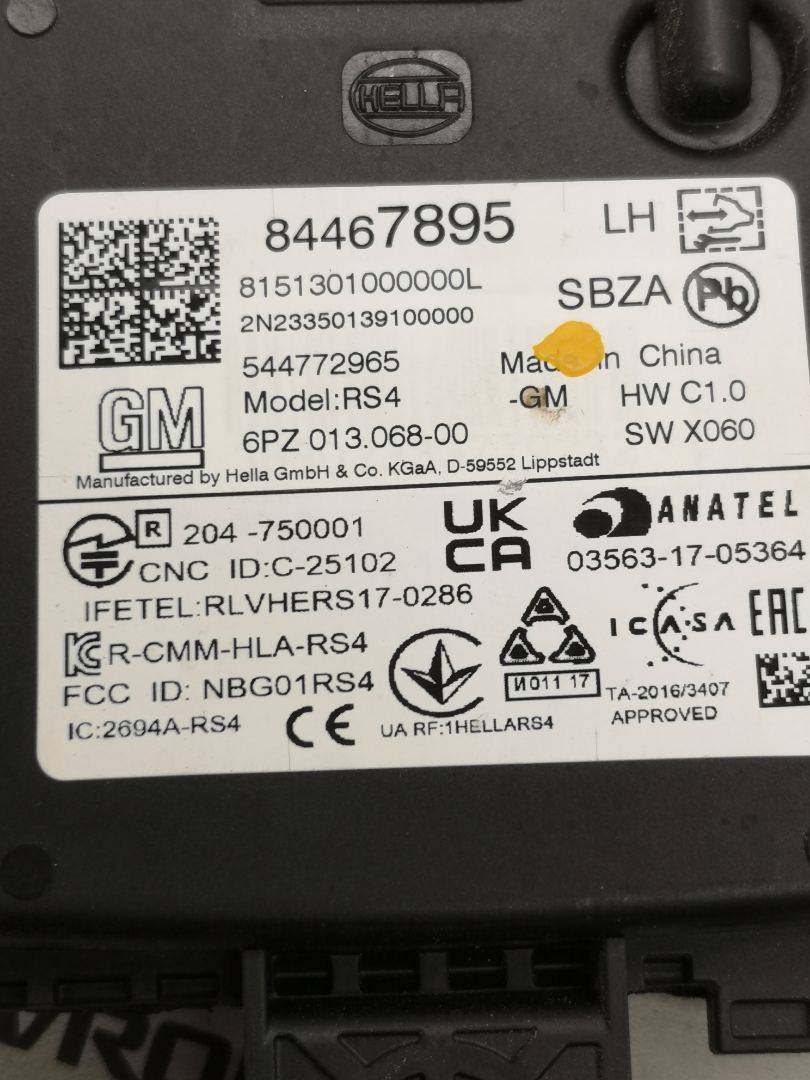 HELLA
84467895 LH
8151301000000L
2N23350139100000 SBZA Pb
544772965 Made in China
GM Model:RS4 -GM HW C1.0
6PZ 013.068-00 SW X060
Manufactured by Hella GmbH & Co. KGaA, D-59552 Lippstadt
R 204 -750001 UK CA ANATEL
CNC ID:C-25102 03563-17-05364
IFETEL:RLVHERS17-0286
R-CMM-HLA-RS4 ICASA EAC
FCC ID: NBG01RS4 И011 17 TA-2016/3407
IC:2694A-RS4 CE UA RF:1HELLARS4 APPROVED